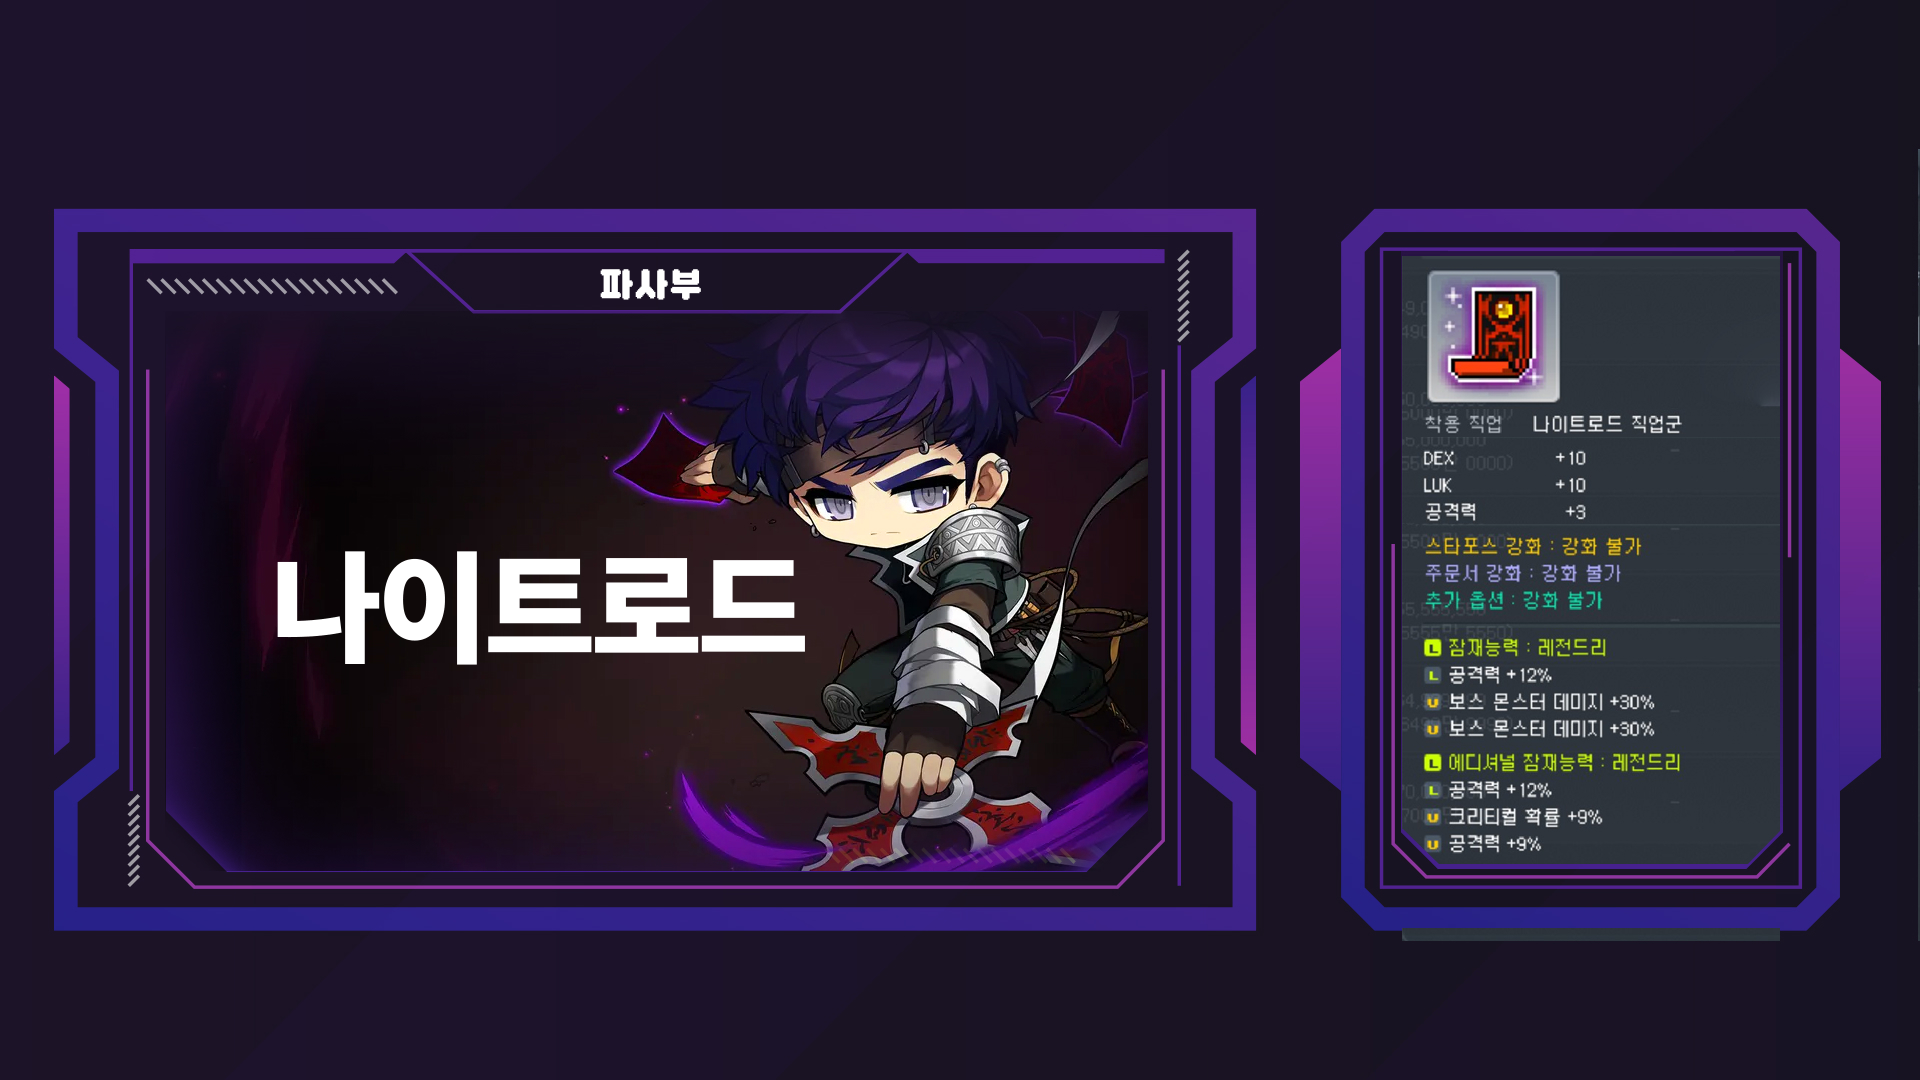 파사부
나이트로드
착용 직업 나이트로드 직업군
DEX +10
LUK +10
공격력 +3
스타포스 강화 : 강화 불가
주문서 강화 : 강화 불가
추가 옵션 : 강화 불가
L 잠재능력 : 레전드리
L 공격력 +12%
U 보스 몬스터 데미지 +30%
U 보스 몬스터 데미지 +30%
L 에디셔널 잠재능력 : 레전드리
L 공격력 +12%
U 크리티컬 확률 +9%
U 공격력 +9%